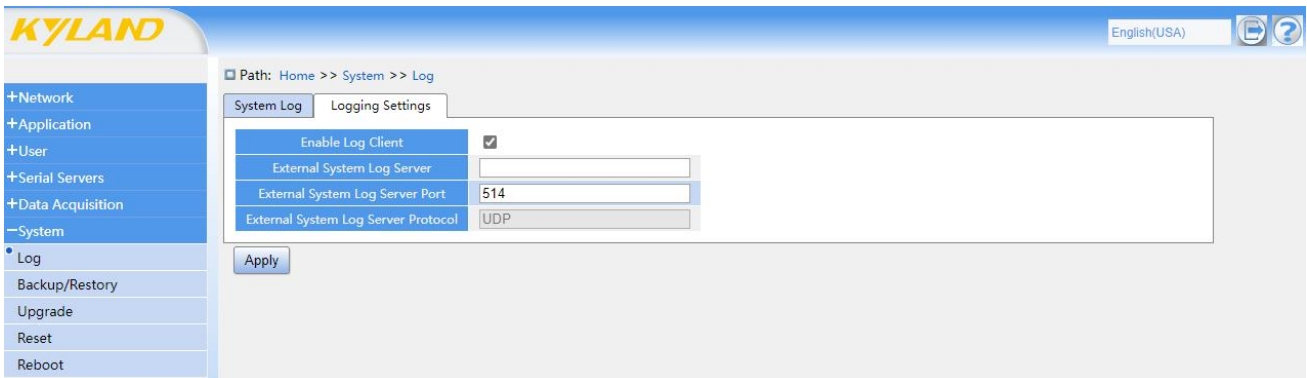 KYLAND
English(USA)
Path: Home >> System >> Log
+Network
+Application
+User
+Serial Servers
+Data Acquisition
−System
Log
Backup/Restory
Upgrade
Reset
Reboot
System Log
Logging Settings
Enable Log Client
External System Log Server
External System Log Server Port 514
External System Log Server Protocol UDP
Apply